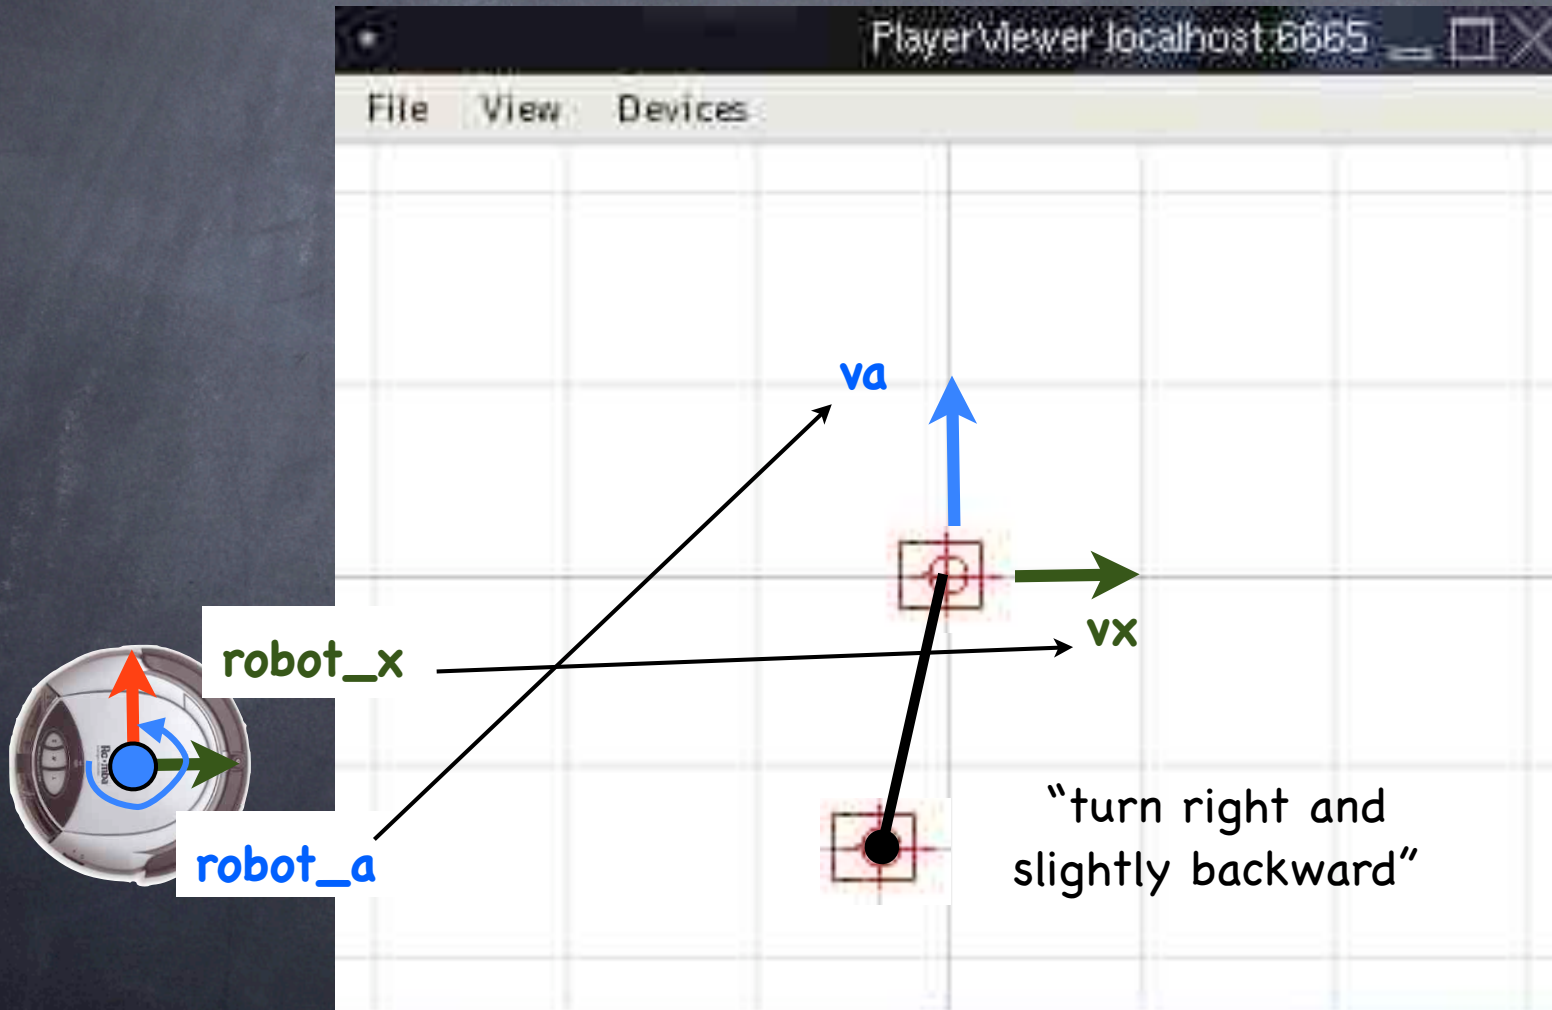 PlayerViewer localhost:6665
File View Devices
va
vx
robot_x
robot_a
“turn right and
slightly backward”